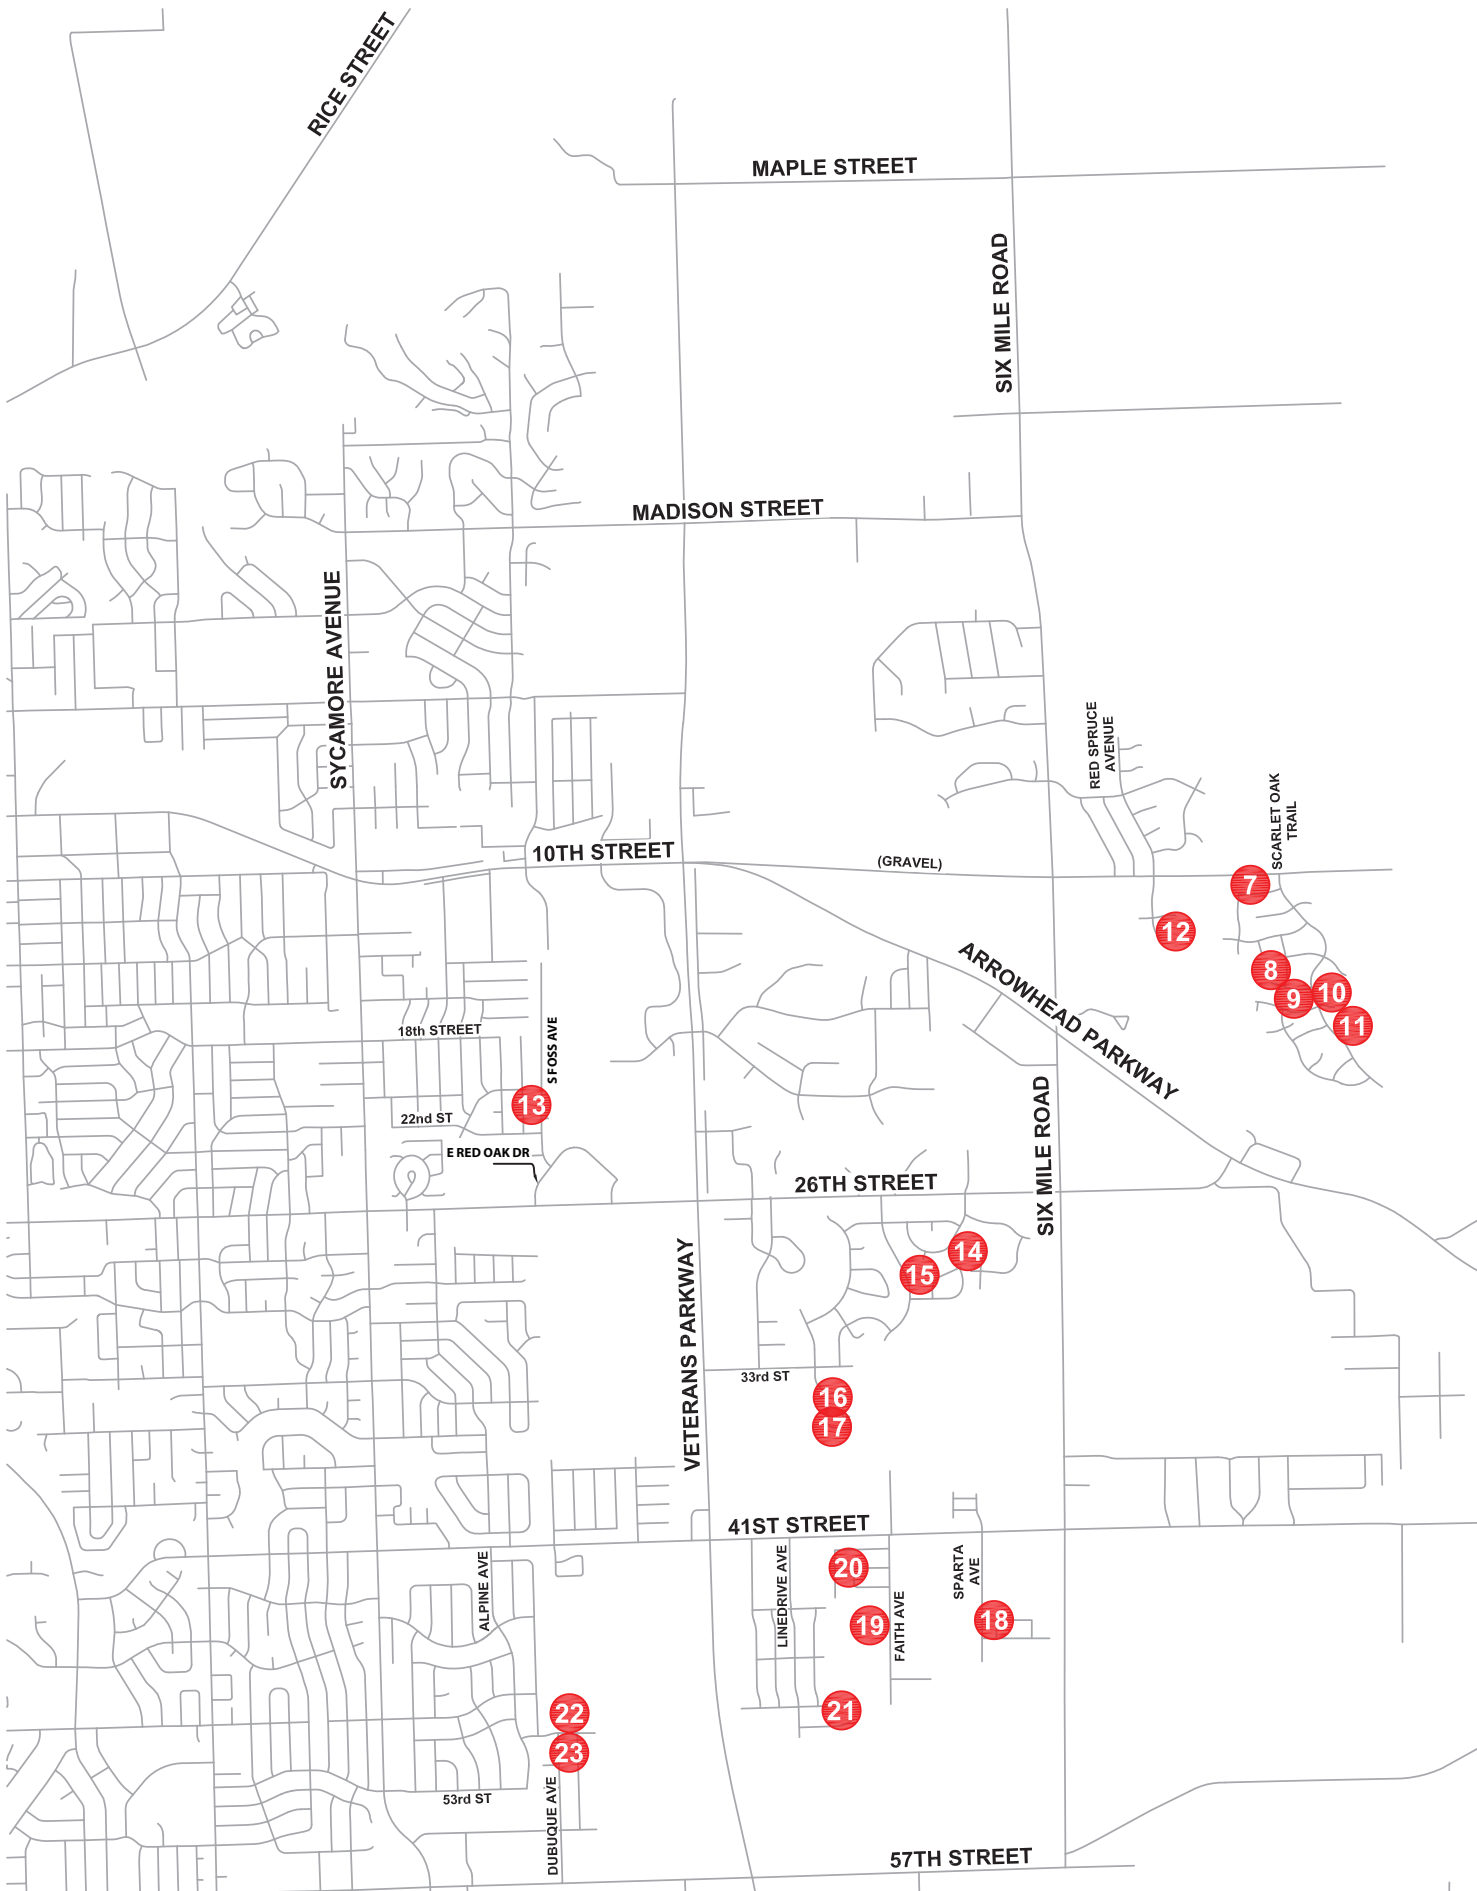 RICE STREET
MAPLE STREET
SIX MILE ROAD
MADISON STREET
SYCAMORE AVENUE
RED SPRUCE
AVENUE
SCARLET OAK
TRAIL
10TH STREET
(GRAVEL)
7
12
ARROWHEAD PARKWAY
8
9
10
11
18th STREET
S FOSS AVE
13
22nd ST
E RED OAK DR
SIX MILE ROAD
26TH STREET
14
15
VETERANS PARKWAY
33rd ST
16
17
41ST STREET
ALPINE AVE
LINEDRIVE AVE
20
SPARTA
AVE
19
FAITH AVE
18
22
21
23
53rd ST
DUBUQUE AVE
57TH STREET